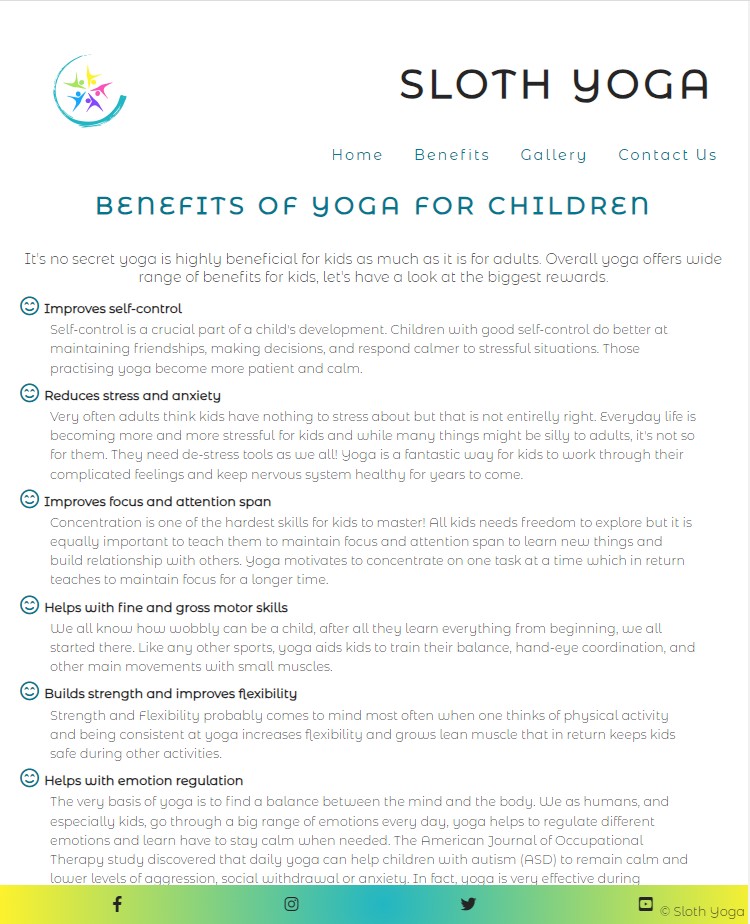 SLOTH YOGA
Home Benefits Gallery Contact Us
BENEFITS OF YOGA FOR CHILDREN
It's no secret yoga is highly beneficial for kids as much as it is for adults. Overall yoga offers wide
range of benefits for kids, let's have a look at the biggest rewards.
Improves self-control
Self-control is a crucial part of a child's development. Children with good self-control do better at
maintaining friendships, making decisions, and respond calmer to stressful situations. Those
practising yoga become more patient and calm.
Reduces stress and anxiety
Very often adults think kids have nothing to stress about but that is not entirelly right. Everyday life is
becoming more and more stressful for kids and while many things might be silly to adults, it's not so
for them. They need de-stress tools as we all! Yoga is a fantastic way for kids to work through their
complicated feelings and keep nervous system healthy for years to come.
Improves focus and attention span
Concentration is one of the hardest skills for kids to master! All kids needs freedom to explore but it is
equally important to teach them to maintain focus and attention span to learn new things and
build relationship with others. Yoga motivates to concentrate on one task at a time which in return
teaches to maintain focus for a longer time.
Helps with fine and gross motor skills
We all know how wobbly can be a child, after all they learn everything from beginning, we all
started there. Like any other sports, yoga aids kids to train their balance, hand-eye coordination, and
other main movements with small muscles.
Builds strength and improves flexibility
Strength and Flexibility probably comes to mind most often when one thinks of physical activity
and being consistent at yoga increases flexibility and grows lean muscle that in return keeps kids
safe during other activities.
Helps with emotion regulation
The very basis of yoga is to find a balance between the mind and the body. We as humans, and
especially kids, go through a big range of emotions every day, yoga helps to regulate different
emotions and learn have to stay calm when needed. The American Journal of Occupational
Therapy study discovered that daily yoga can help children with autism (ASD) to remain calm and
lower levels of aggression, social withdrawal or anxiety. In fact, yoga is very effective during
© Sloth Yoga